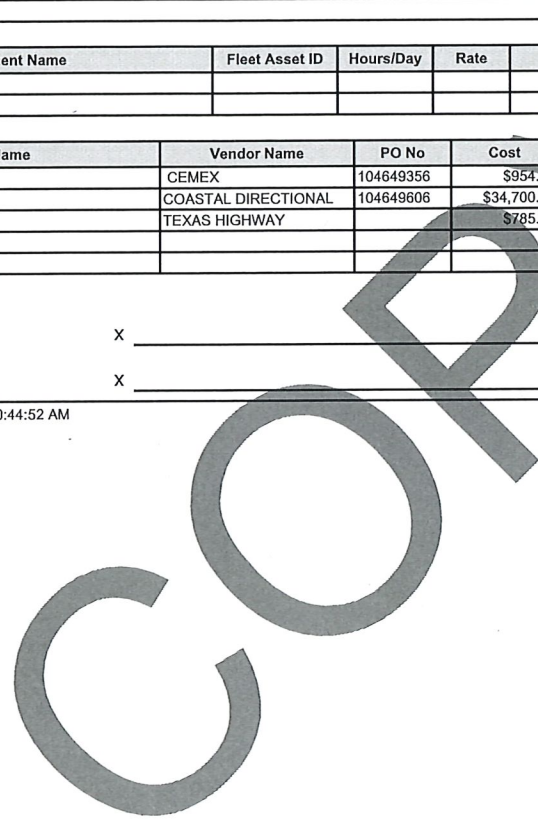 ent Name Fleet Asset ID Hours/Day Rate
ame Vendor Name PO No Cost
CEMEX 104649356 $954.
COASTAL DIRECTIONAL 104649606 $34,700.
TEXAS HIGHWAY $785.
X
X
0:44:52 AM
COP